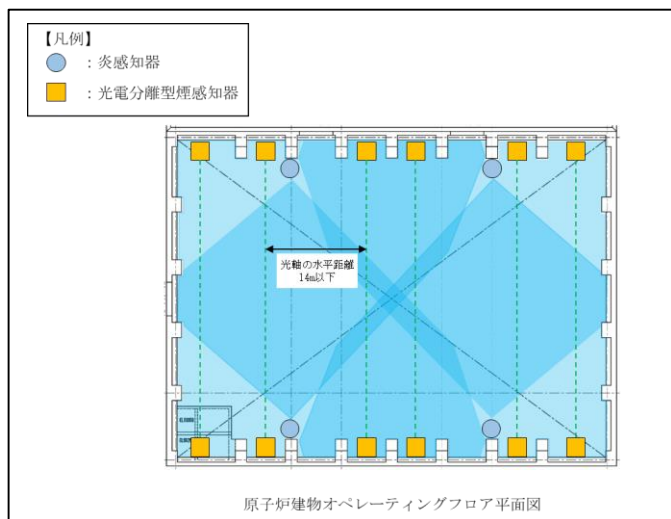 【凡例】
：炎感知器
：光電分離型煙感知器
光軸の水平距離
14m以下
原子炉建物オペレーティングフロア平面図